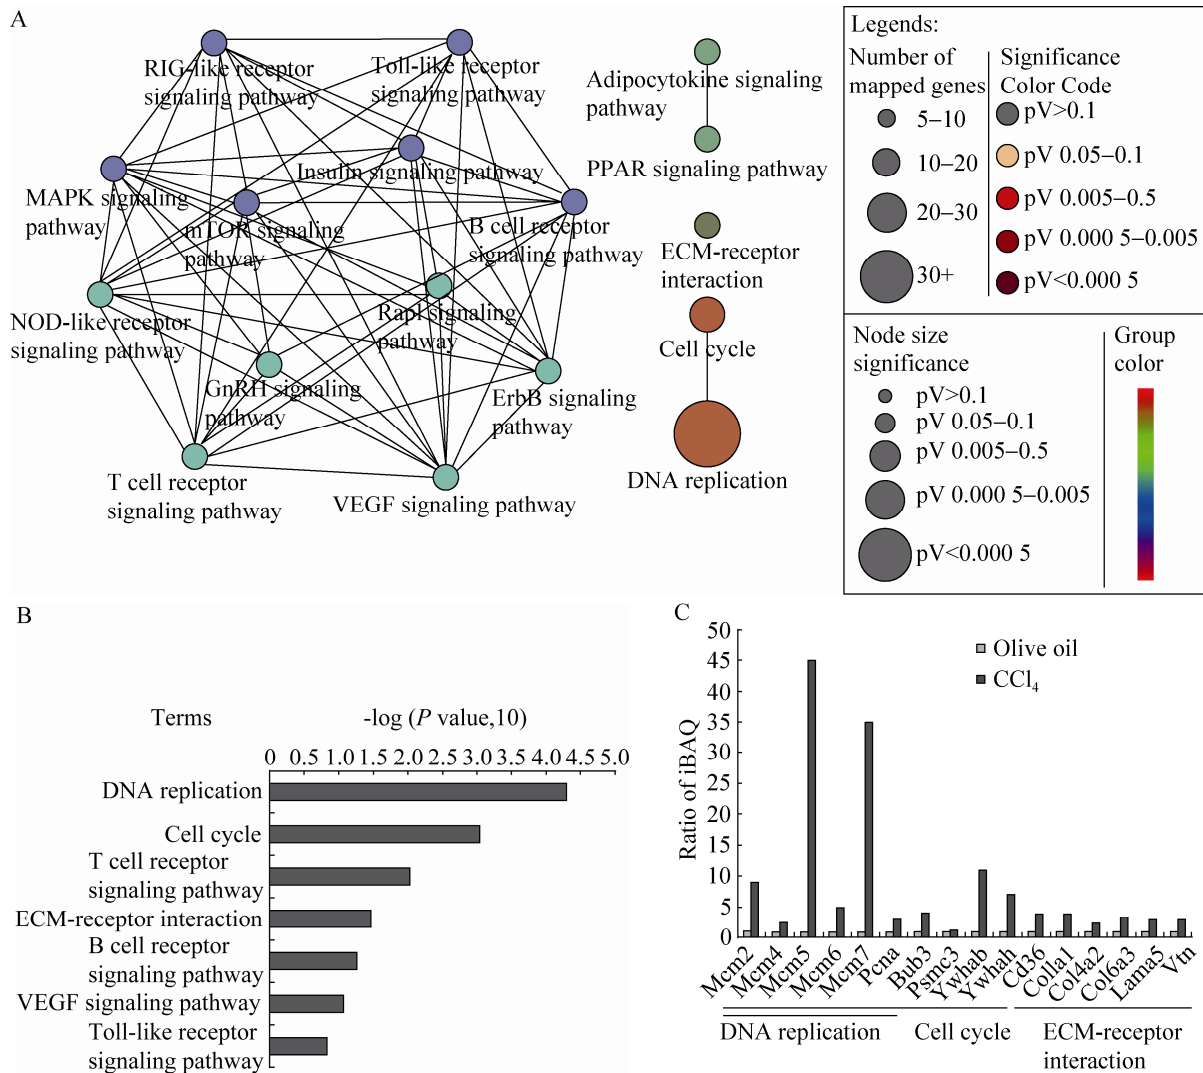 A
RIG-like receptor
signaling pathway
Toll-like receptor
signaling pathway
MAPK signaling
pathway
Insulin signaling pathway
mTOR signaling
pathway
B cell receptor
signaling pathway
NOD-like receptor
signaling pathway
Rapl signaling
pathway
GnRH signaling
pathway
ErbB signaling
pathway
T cell receptor
signaling pathway
VEGF signaling pathway
Adipocytokine signaling
pathway
PPAR signaling pathway
ECM-receptor
interaction
Cell cycle
DNA replication
Legends:
Number of
mapped genes
5–10
10–20
20–30
30+
Significance
Color Code
pV>0.1
pV 0.05–0.1
pV 0.005–0.5
pV 0.000 5–0.005
pV<0.000 5
Node size
significance
pV>0.1
pV 0.05–0.1
pV 0.005–0.5
pV 0.000 5–0.005
pV<0.000 5
Group
color
B
Terms
-log (P value,10)
0 0.5 1.0 1.5 2.0 2.5 3.0 3.5 4.0 4.5 5.0
DNA replication
Cell cycle
T cell receptor
signaling pathway
ECM-receptor interaction
B cell receptor
signaling pathway
VEGF signaling pathway
Toll-like receptor
signaling pathway
C
Ratio of iBAQ
50
45
40
35
30
25
20
15
10
5
0
Olive oil
CCl₄
Mcm2
Mcm4
Mcm5
Mcm6
Mcm7
Pcna
Bub3
Psmc3
Ywhab
Ywhah
Cd36
Colla1
Col4a2
Col6a3
Lama5
Vtn
DNA replication
Cell cycle
ECM-receptor
interaction